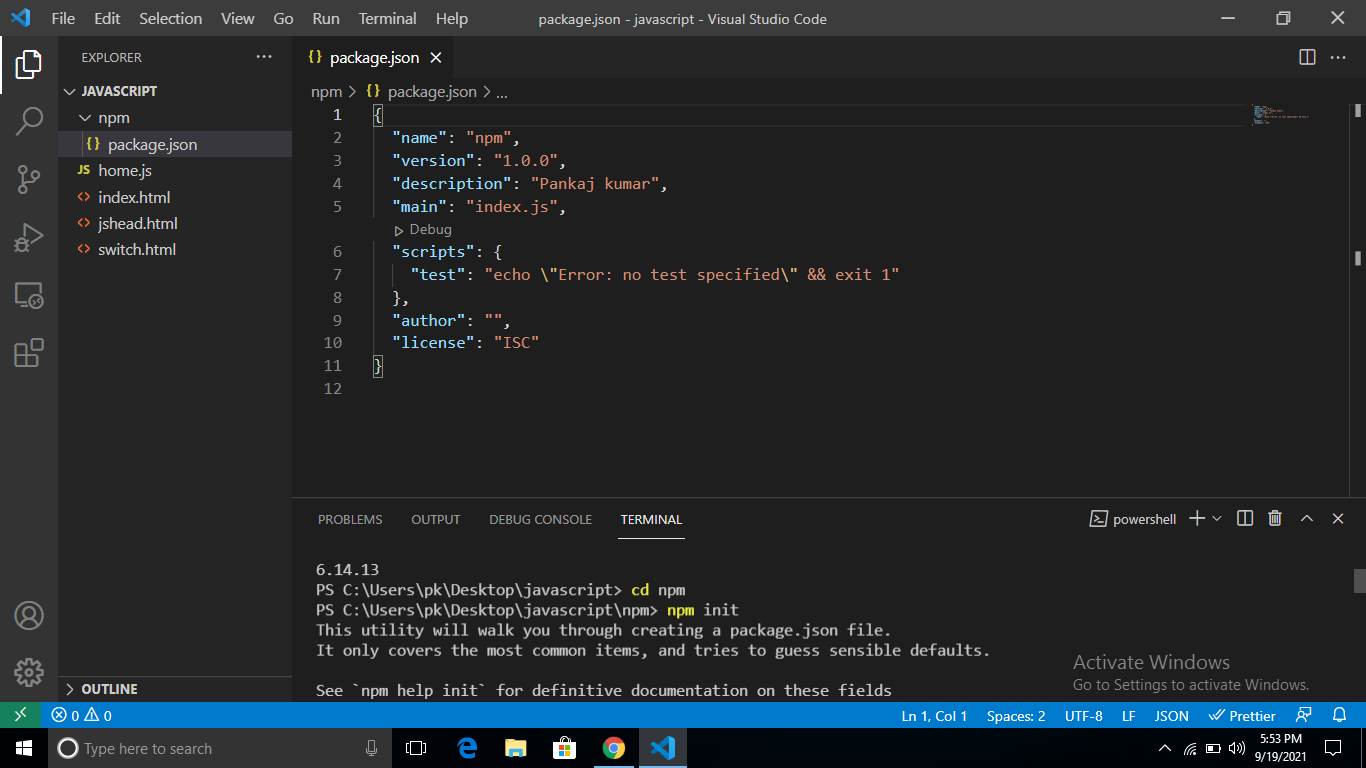 File Edit Selection View Go Run Terminal Help package.json - javascript - Visual Studio Code
EXPLORER
JAVASCRIPT
npm
{} package.json
JS home.js
<> index.html
<> jshead.html
<> switch.html
OUTLINE
{} package.json
npm > {} package.json > ...
1 {
2 "name": "npm",
3 "version": "1.0.0",
4 "description": "Pankaj kumar",
5 "main": "index.js",
Debug
6 "scripts": {
7 "test": "echo \"Error: no test specified\" && exit 1"
8 },
9 "author": "",
10 "license": "ISC"
11 }
12
PROBLEMS OUTPUT DEBUG CONSOLE TERMINAL powershell
6.14.13
PS C:\Users\pk\Desktop\javascript> cd npm
PS C:\Users\pk\Desktop\javascript\npm> npm init
This utility will walk you through creating a package.json file.
It only covers the most common items, and tries to guess sensible defaults.
See `npm help init` for definitive documentation on these fields
Activate Windows
Go to Settings to activate Windows.
0 0 Ln 1, Col 1 Spaces: 2 UTF-8 LF JSON Prettier
Type here to search
5:53 PM
9/19/2021